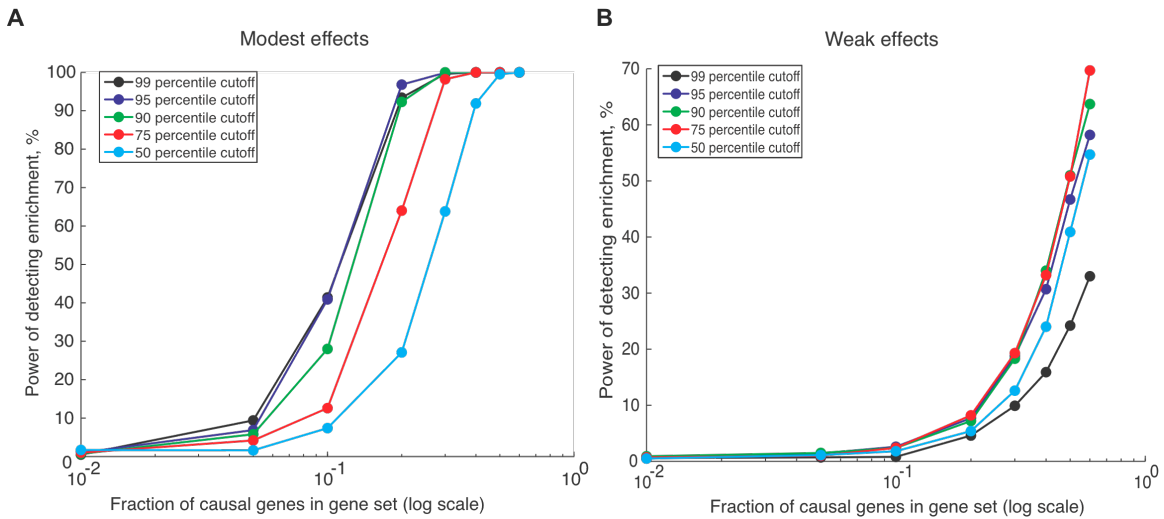 A
Modest effects
Power of detecting enrichment, %
100
90
80
70
60
50
40
30
20
10
0
99 percentile cutoff
95 percentile cutoff
90 percentile cutoff
75 percentile cutoff
50 percentile cutoff
10-2
10-1
100
Fraction of causal genes in gene set (log scale)
B
Weak effects
Power of detecting enrichment, %
70
60
50
40
30
20
10
0
99 percentile cutoff
95 percentile cutoff
90 percentile cutoff
75 percentile cutoff
50 percentile cutoff
10-2
10-1
100
Fraction of causal genes in gene set (log scale)